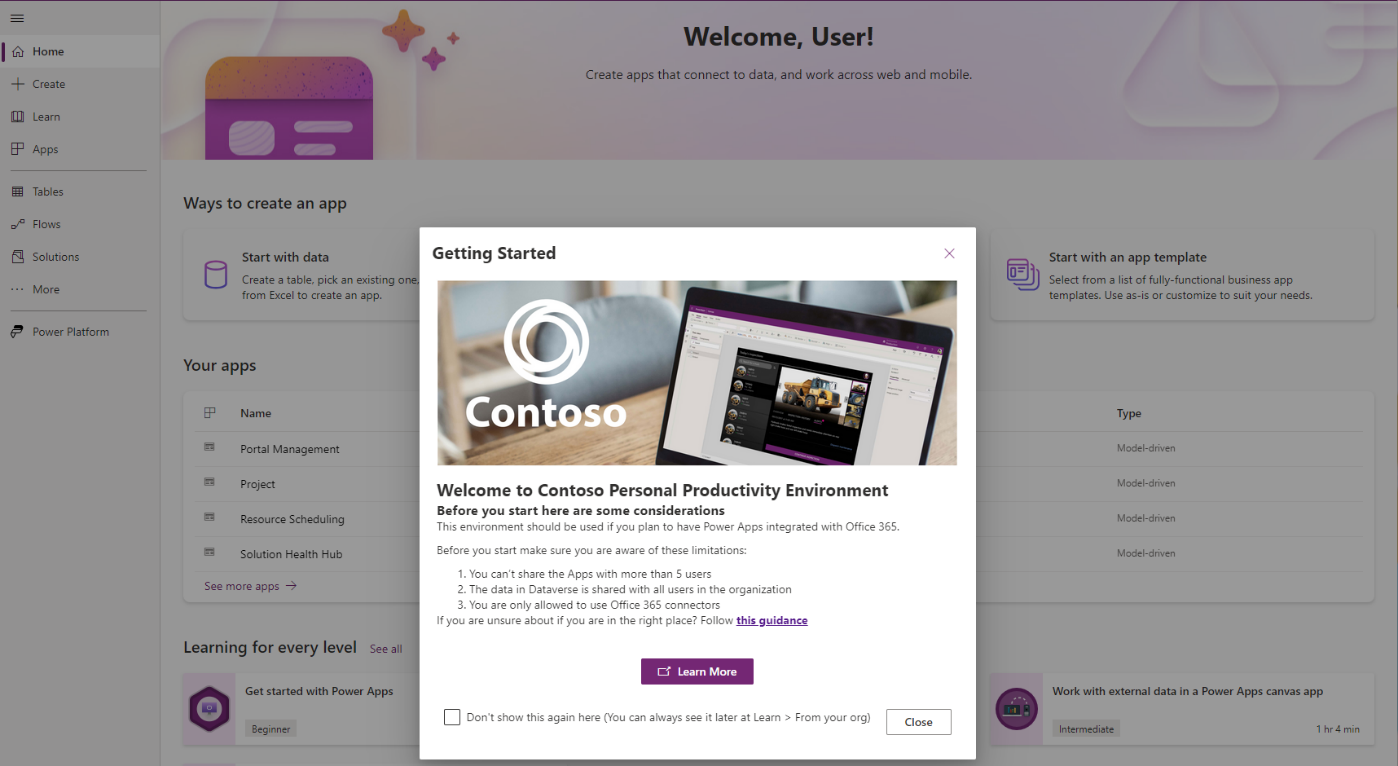 Home
Create
Learn
Apps
Tables
Flows
Solutions
More
Power Platform
Welcome, User!
Create apps that connect to data, and work across web and mobile.
Ways to create an app
Start with data
Create a table, pick an existing one,
from Excel to create an app.
Start with an app template
Select from a list of fully-functional business app
templates. Use as-is or customize to suit your needs.
Your apps
Name
Type
Portal Management
Model-driven
Project
Model-driven
Resource Scheduling
Model-driven
Solution Health Hub
Model-driven
See more apps
Learning for every level See all
Get started with Power Apps
Beginner
Work with external data in a Power Apps canvas app
Intermediate
1 hr 4 min
Getting Started
Contoso
Welcome to Contoso Personal Productivity Environment
Before you start here are some considerations
This environment should be used if you plan to have Power Apps integrated with Office 365.
Before you start make sure you are aware of these limitations:
1. You can't share the Apps with more than 5 users
2. The data in Dataverse is shared with all users in the organization
3. You are only allowed to use Office 365 connectors
If you are unsure about if you are in the right place? Follow this guidance
Learn More
Don't show this again here (You can always see it later at Learn > From your org)
Close